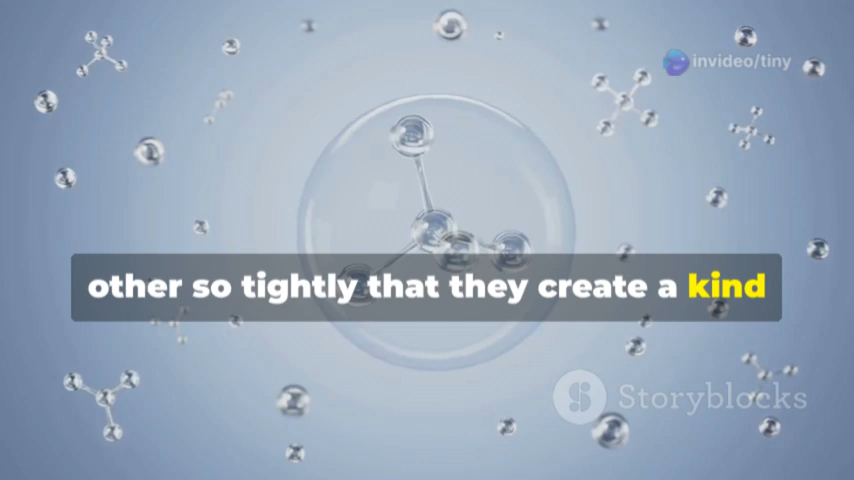 invideo/tiny
other so tightly that they create a kind
Storyblocks